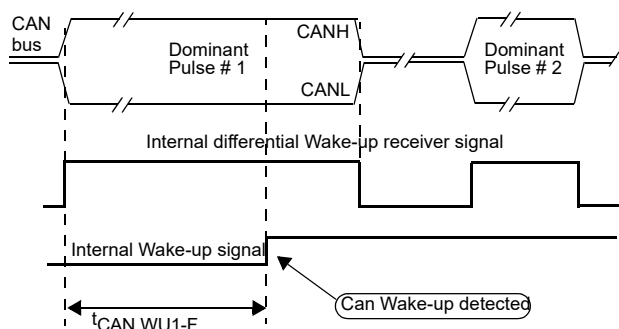 CAN
bus
CANH
Dominant
Pulse # 1
Dominant
Pulse # 2
CANL
Internal differential Wake-up receiver signal
Internal Wake-up signal
Can Wake-up detected
tCAN WU1-F